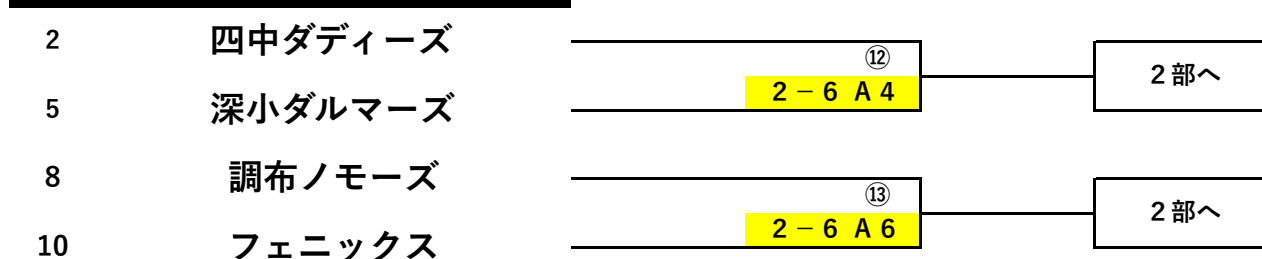 2 四中ダディーズ
⑫
２－６ Ａ４
２部へ
5 深小ダルマーズ
8 調布ノモーズ
⑬
２－６ Ａ６
２部へ
10 フェニックス